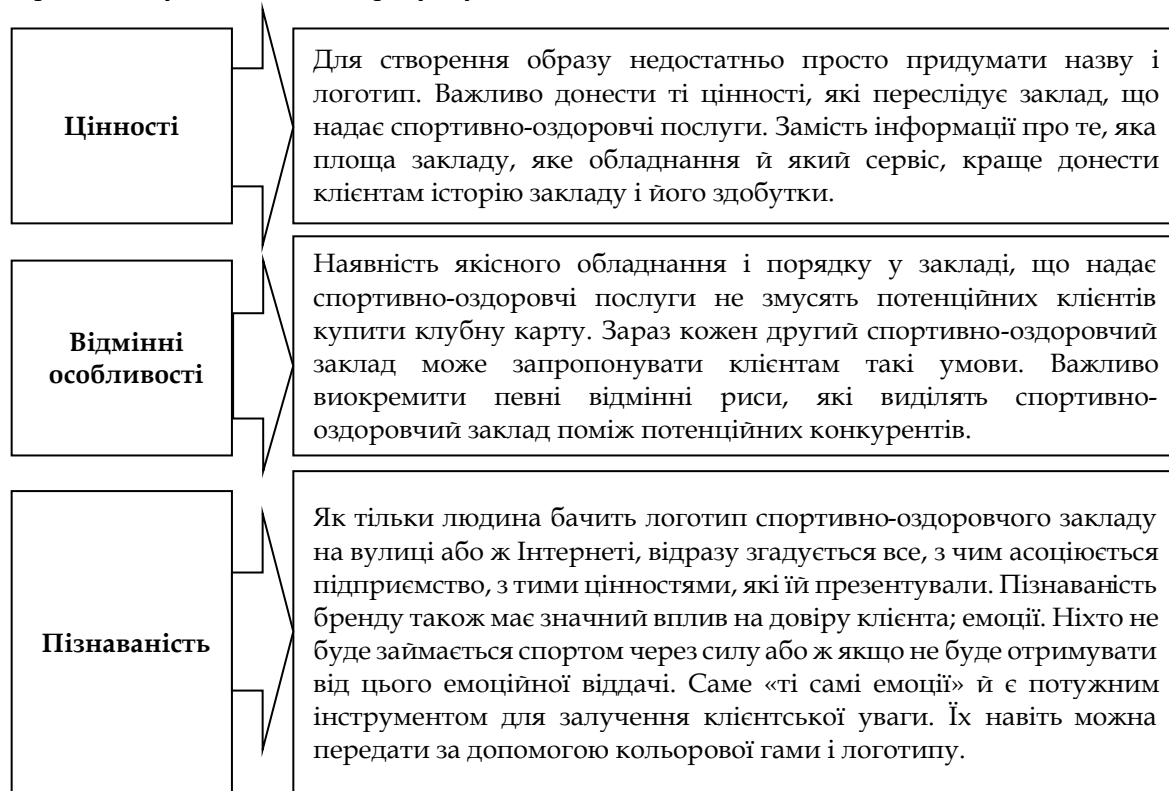 Цінності
Для створення образу недостатньо просто придумати назву і
логотип. Важливо донести ті цінності, які переслідує заклад, що
надає спортивно-оздоровчі послуги. Замість інформації про те, яка
площа закладу, яке обладнання й який сервіс, краще донести
клієнтам історію закладу і його здобутки.
Відмінні
особливості
Наявність якісного обладнання і порядку у закладі, що надає
спортивно-оздоровчі послуги не змусять потенційних клієнтів
купити клубну карту. Зараз кожен другий спортивно-оздоровчий
заклад може запропонувати клієнтам такі умови. Важливо
виокремити певні відмінні риси, які виділять спортивно-
оздоровчий заклад поміж потенційних конкурентів.
Пізнаваність
Як тільки людина бачить логотип спортивно-оздоровчого закладу
на вулиці або ж Інтернеті, відразу згадується все, з чим асоціюється
підприємство, з тими цінностями, які їй презентували. Пізнаваність
бренду також має значний вплив на довіру клієнта; емоції. Ніхто не
буде займається спортом через силу або ж якщо не буде отримувати
від цього емоційної віддачі. Саме «ті самі емоції» й є потужним
інструментом для залучення клієнтської уваги. Їх навіть можна
передати за допомогою кольорової гами і логотипу.